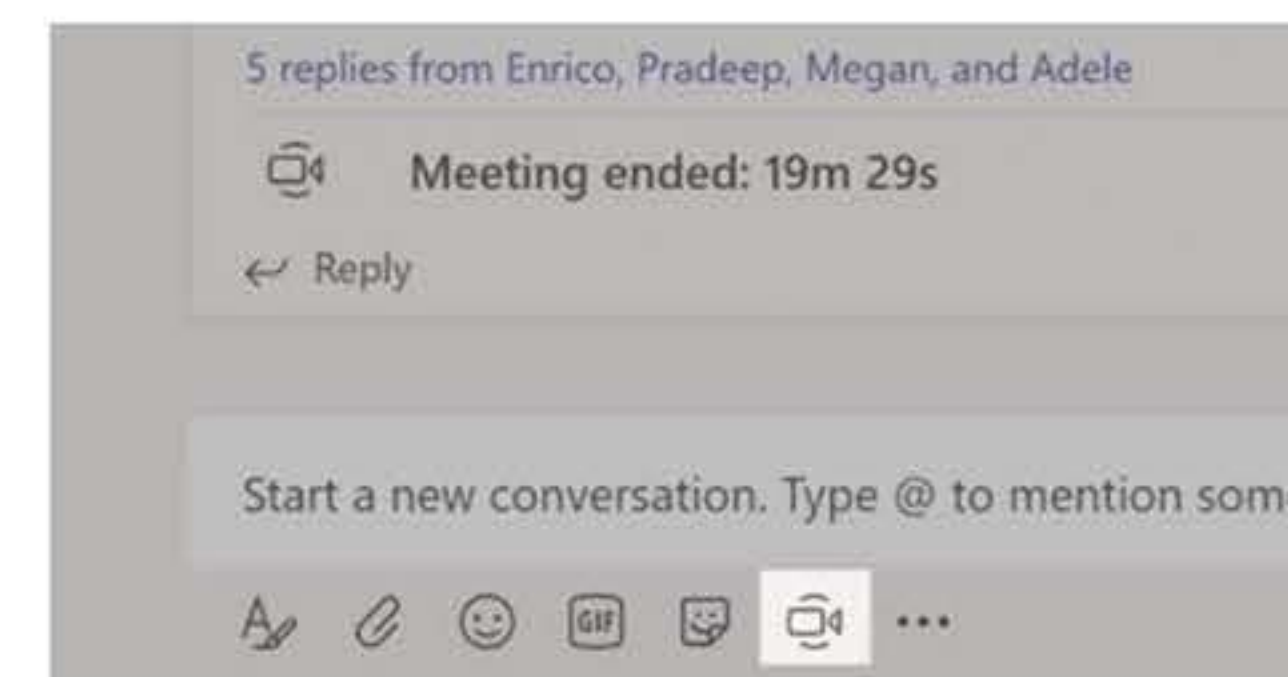 5 replies from Enrico, Pradeep, Megan, and Adele
Meeting ended: 19m 29s
Reply
Start a new conversation. Type @ to mention som
GIF